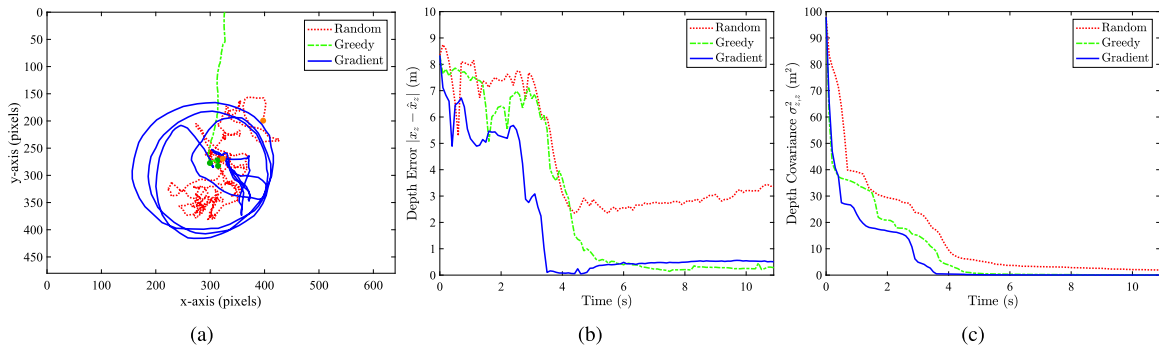 0
50
100
150
200
250
300
350
400
450
0 100 200 300 400 500 600
y-axis (pixels)
x-axis (pixels)
Random
Greedy
Gradient
(a)
10
9
8
7
6
5
4
3
2
1
0
0 2 4 6 8 10
Depth Error |x_z − x̂_z| (m)
Time (s)
Random
Greedy
Gradient
(b)
100
90
80
70
60
50
40
30
20
10
0
0 2 4 6 8 10
Depth Covariance σ²_{z,z} (m²)
Time (s)
Random
Greedy
Gradient
(c)